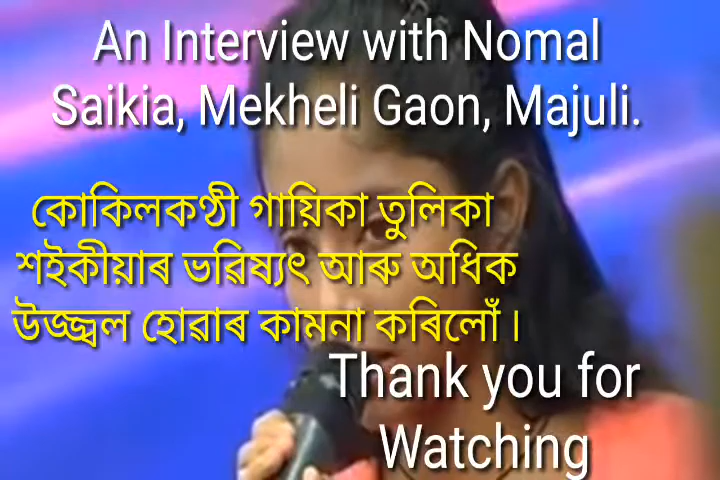 An Interview with Nomal
Saikia, Mekheli Gaon, Majuli.
কোকিলকণ্ঠী গায়িকা তুলিকা
শইকীয়াৰ ভৱিষ্যৎ আৰু অধিক
উজ্জ্বল হোৱাৰ কামনা কৰিলোঁ ।
Thank you for
Watching